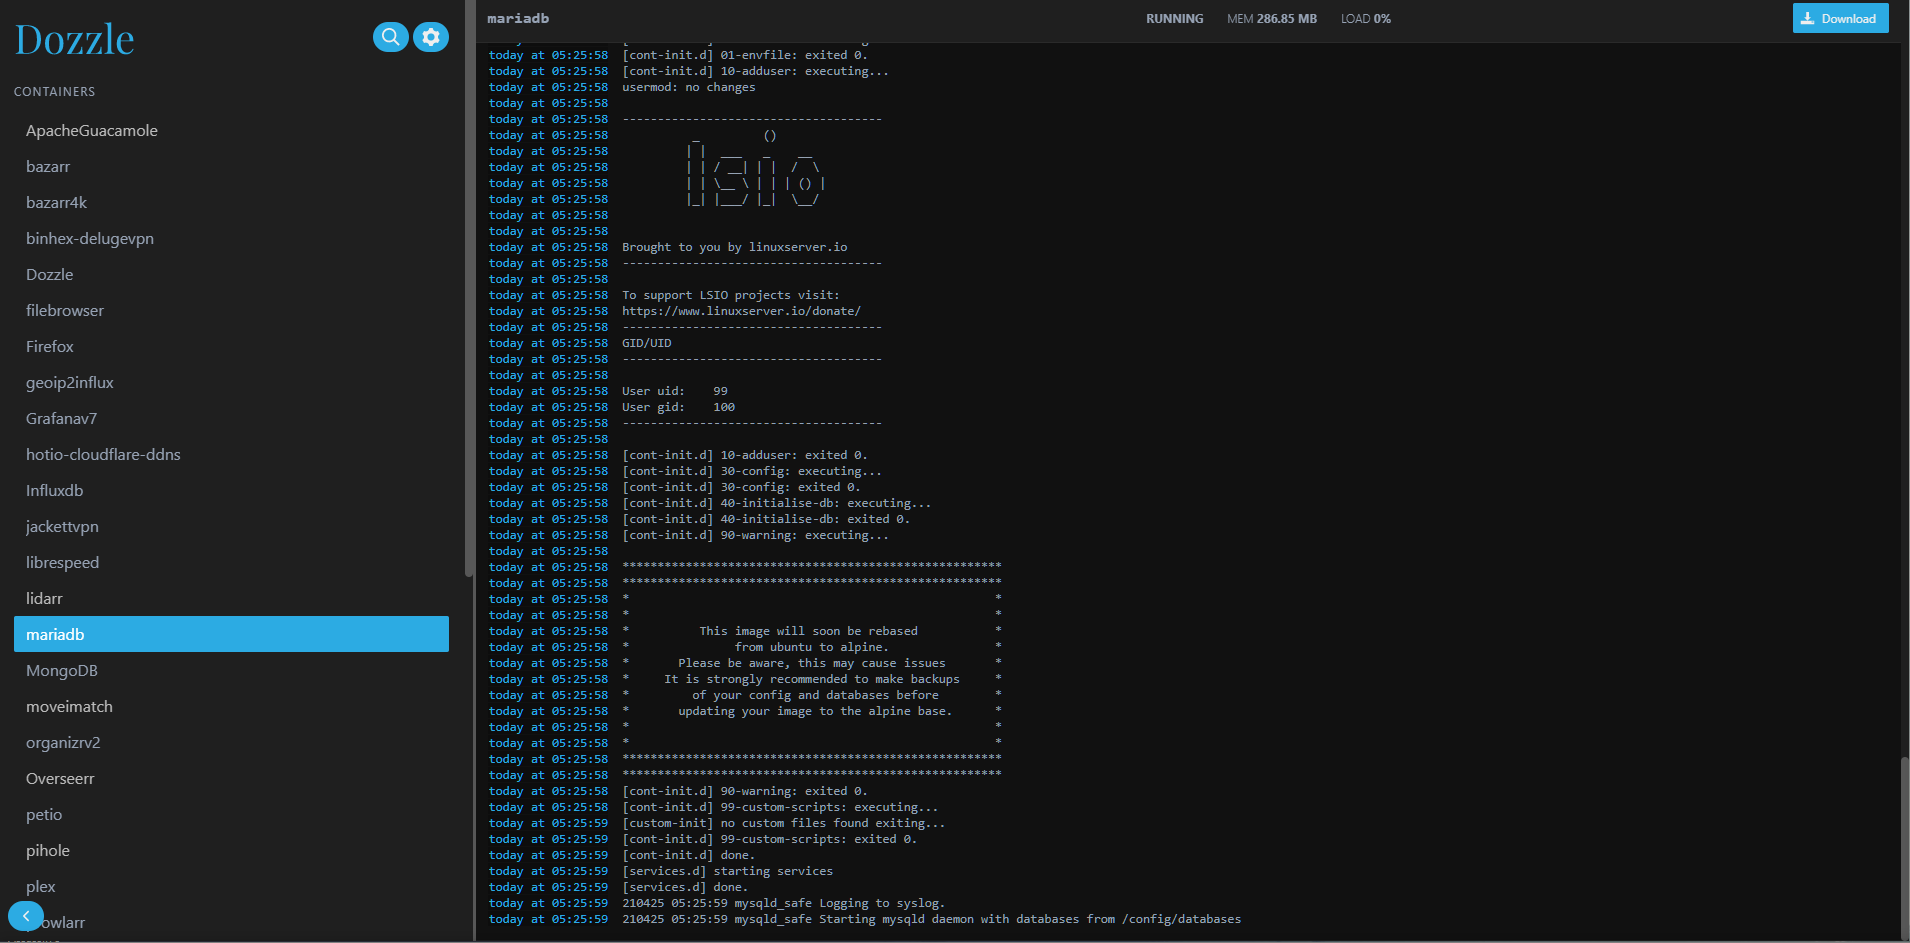 Dozzle
CONTAINERS
ApacheGuacamole
bazarr
bazarr4k
binhex-delugevpn
Dozzle
filebrowser
Firefox
geoip2influx
Grafanav7
hotio-cloudflare-ddns
Influxdb
jackettvpn
librespeed
lidarr
mariadb
MongoDB
moveimatch
organizrv2
Overseerr
petio
pihole
plex
owlarr
mariadb
RUNNING MEM 286.85 MB LOAD 0%
Download
today at 05:25:58 [cont-init.d] 01-envfile: exited 0.
today at 05:25:58 [cont-init.d] 10-adduser: executing...
today at 05:25:58 usermod: no changes
today at 05:25:58
today at 05:25:58 -------------------------------------
today at 05:25:58           _         ()
today at 05:25:58          | |  ___   _    __
today at 05:25:58          | | / __| | |  /  \
today at 05:25:58          | | \__ \ | | | () |
today at 05:25:58          |_| |___/ |_|  \__/
today at 05:25:58
today at 05:25:58
today at 05:25:58 Brought to you by linuxserver.io
today at 05:25:58 -------------------------------------
today at 05:25:58
today at 05:25:58 To support LSIO projects visit:
today at 05:25:58 https://www.linuxserver.io/donate/
today at 05:25:58 -------------------------------------
today at 05:25:58 GID/UID
today at 05:25:58 -------------------------------------
today at 05:25:58
today at 05:25:58 User uid:    99
today at 05:25:58 User gid:    100
today at 05:25:58 -------------------------------------
today at 05:25:58
today at 05:25:58 [cont-init.d] 10-adduser: exited 0.
today at 05:25:58 [cont-init.d] 30-config: executing...
today at 05:25:58 [cont-init.d] 30-config: exited 0.
today at 05:25:58 [cont-init.d] 40-initialise-db: executing...
today at 05:25:58 [cont-init.d] 40-initialise-db: exited 0.
today at 05:25:58 [cont-init.d] 90-warning: executing...
today at 05:25:58
today at 05:25:58 ******************************************************
today at 05:25:58 ******************************************************
today at 05:25:58 *                                                    *
today at 05:25:58 *                                                    *
today at 05:25:58 *          This image will soon be rebased           *
today at 05:25:58 *               from ubuntu to alpine.               *
today at 05:25:58 *       Please be aware, this may cause issues       *
today at 05:25:58 *     It is strongly recommended to make backups     *
today at 05:25:58 *         of your config and databases before        *
today at 05:25:58 *       updating your image to the alpine base.      *
today at 05:25:58 *                                                    *
today at 05:25:58 *                                                    *
today at 05:25:58 ******************************************************
today at 05:25:58 ******************************************************
today at 05:25:58 [cont-init.d] 90-warning: exited 0.
today at 05:25:58 [cont-init.d] 99-custom-scripts: executing...
today at 05:25:59 [custom-init] no custom files found exiting...
today at 05:25:59 [cont-init.d] 99-custom-scripts: exited 0.
today at 05:25:59 [cont-init.d] done.
today at 05:25:59 [services.d] starting services
today at 05:25:59 [services.d] done.
today at 05:25:59 210425 05:25:59 mysqld_safe Logging to syslog.
today at 05:25:59 210425 05:25:59 mysqld_safe Starting mysqld daemon with databases from /config/databases